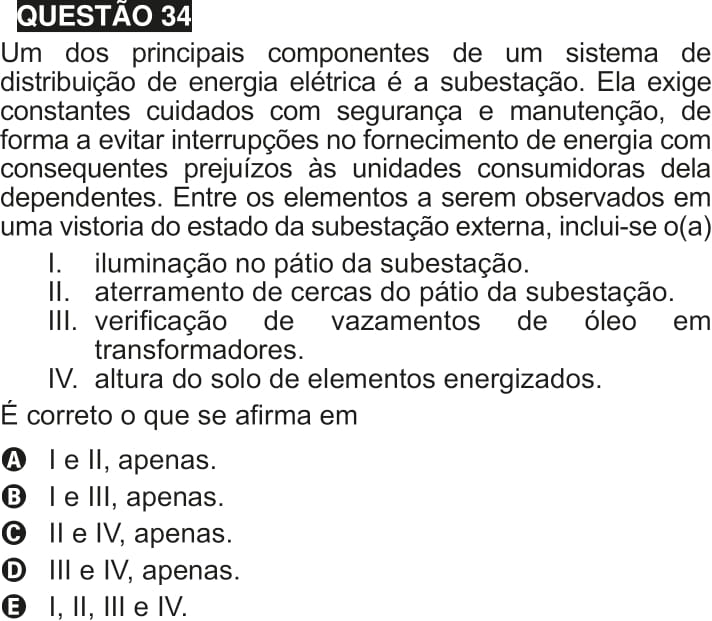 QUESTÃO 34
Um dos principais componentes de um sistema de
distribuição de energia elétrica é a subestação. Ela exige
constantes cuidados com segurança e manutenção, de
forma a evitar interrupções no fornecimento de energia com
consequentes prejuízos às unidades consumidoras dela
dependentes. Entre os elementos a serem observados em
uma vistoria do estado da subestação externa, inclui-se o(a)
I. iluminação no pátio da subestação.
II. aterramento de cercas do pátio da subestação.
III. verificação de vazamentos de óleo em
transformadores.
IV. altura do solo de elementos energizados.
É correto o que se afirma em
A I e II, apenas.
B I e III, apenas.
C II e IV, apenas.
D III e IV, apenas.
E I, II, III e IV.